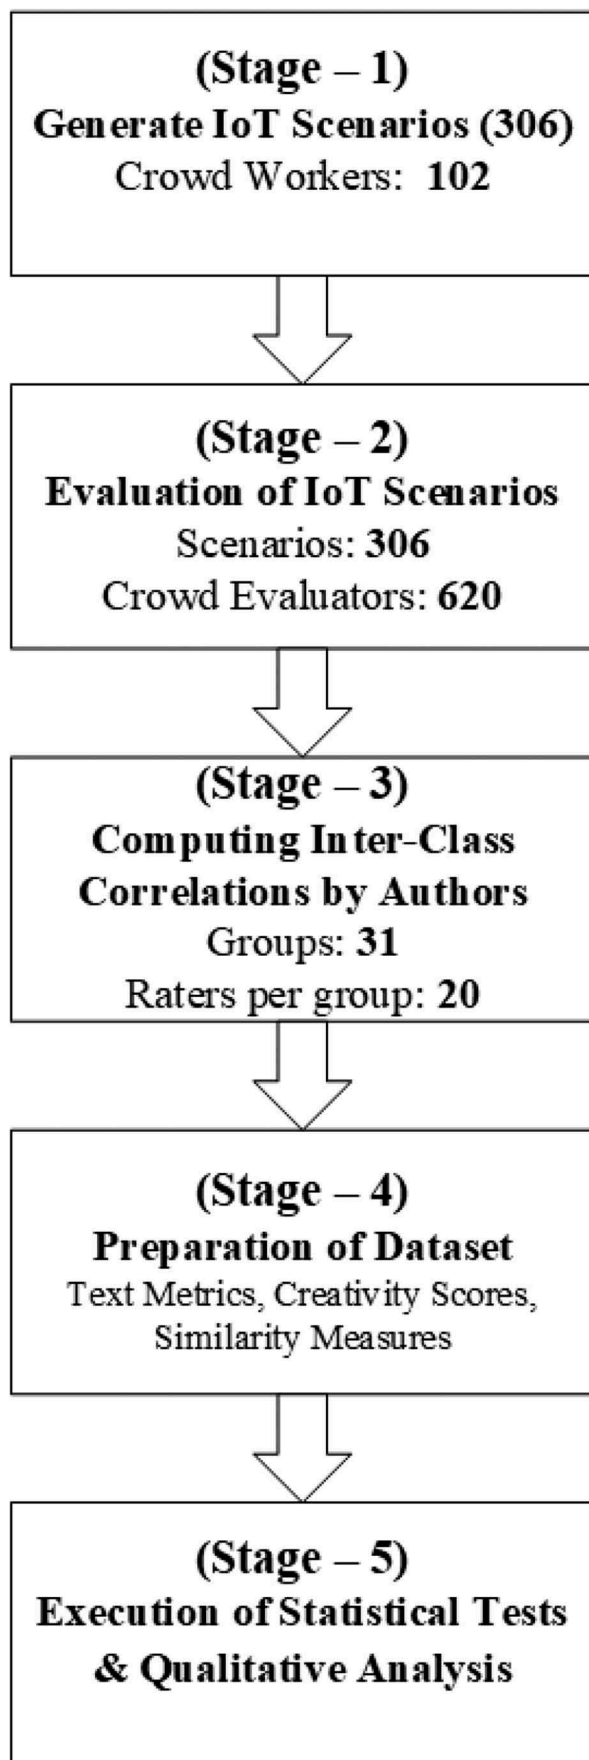 (Stage – 1)
Generate IoT Scenarios (306)
Crowd Workers: 102
(Stage – 2)
Evaluation of IoT Scenarios
Scenarios: 306
Crowd Evaluators: 620
(Stage – 3)
Computing Inter-Class
Correlations by Authors
Groups: 31
Raters per group: 20
(Stage – 4)
Preparation of Dataset
Text Metrics, Creativity Scores,
Similarity Measures
(Stage – 5)
Execution of Statistical Tests
& Qualitative Analysis